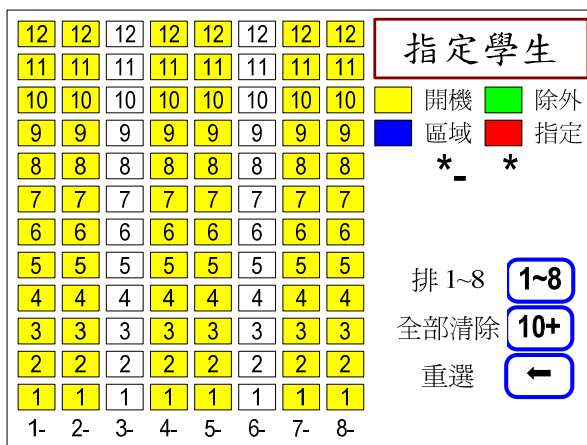 12 12 12 12 12 12 12 12
11 11 11 11 11 11 11 11
10 10 10 10 10 10 10 10
9 9 9 9 9 9 9 9
8 8 8 8 8 8 8 8
7 7 7 7 7 7 7 7
6 6 6 6 6 6 6 6
5 5 5 5 5 5 5 5
4 4 4 4 4 4 4 4
3 3 3 3 3 3 3 3
2 2 2 2 2 2 2 2
1 1 1 1 1 1 1 1
1- 2- 3- 4- 5- 6- 7- 8-
指定學生
開機 除外
區域 指定
*- *
排 1~8 1~8
全部清除 10+
重選 ←